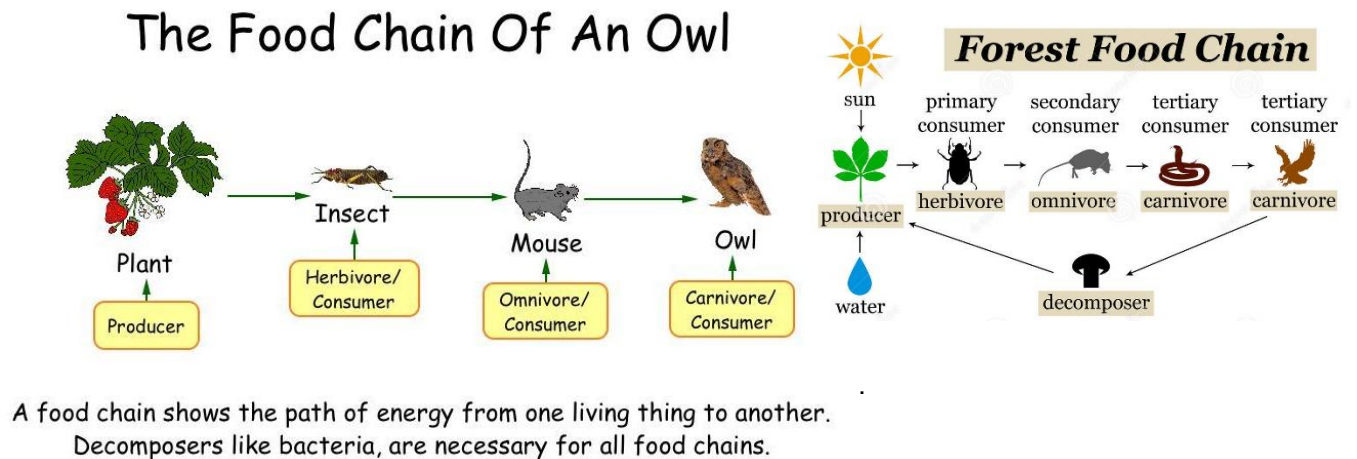 The Food Chain Of An Owl
Plant
Producer
Insect
Herbivore/
Consumer
Mouse
Omnivore/
Consumer
Owl
Carnivore/
Consumer
A food chain shows the path of energy from one living thing to another.
Decomposers like bacteria, are necessary for all food chains.
Forest Food Chain
sun
producer
water
primary
consumer
herbivore
secondary
consumer
omnivore
tertiary
consumer
carnivore
tertiary
consumer
carnivore
decomposer
.